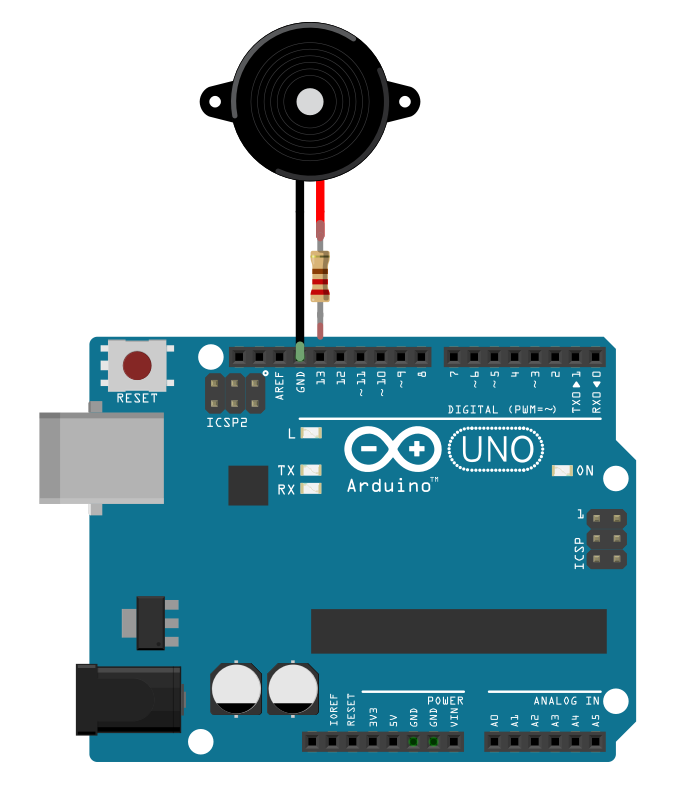 RESET
ICSP2
AREF
GND
13
12
~11
~10
~9
8
7
~6
~5
4
~3
2
TX0▶1
RX0◀0
DIGITAL (PWM=~)
L
TX
RX
UNO
Arduino™
ON
1
ICSP
IOREF
RESET
3V3
5V
GND
GND
VIN
POWER
ANALOG IN
A0
A1
A2
A3
A4
A5